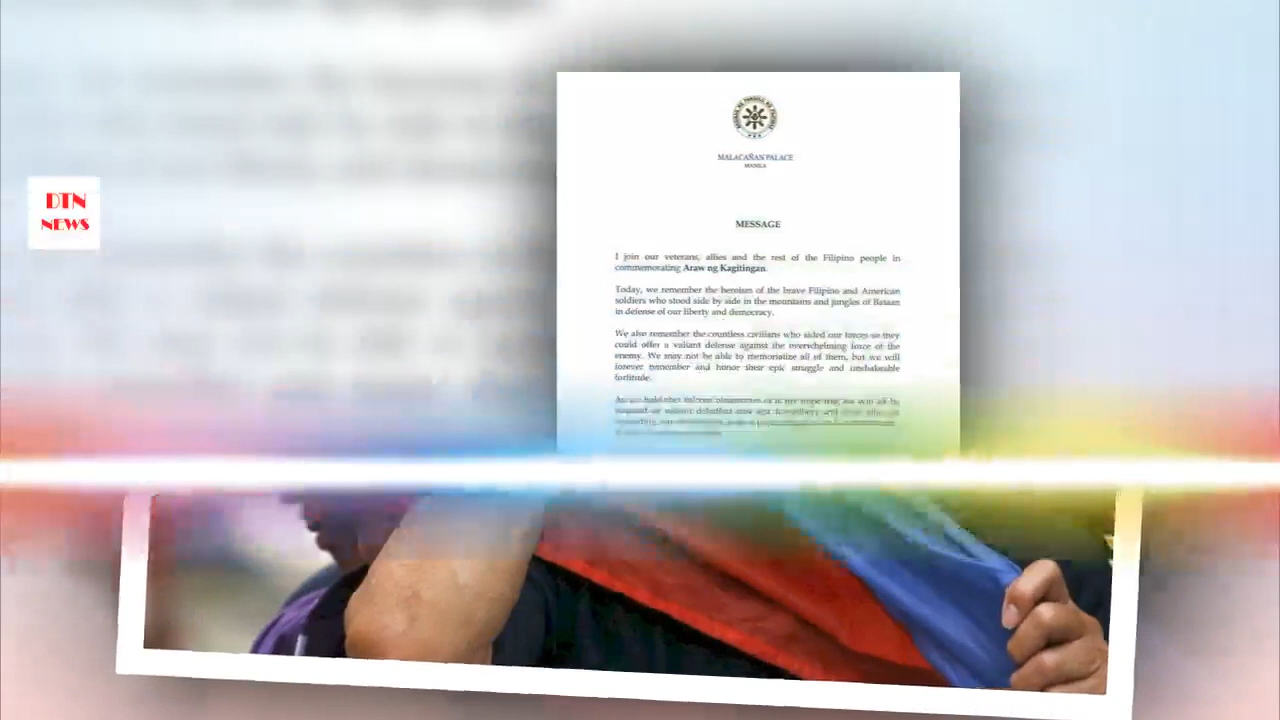 DTN
NEWS
MALACAÑAN PALACE
MANILA
MESSAGE
I join our veterans, allies and the rest of the Filipino people in
commemorating Araw ng Kagitingan.
Today, we remember the heroism of the brave Filipino and American
soldiers who stood side by side in the mountains and jungles of Bataan
in defense of our liberty and democracy.
We also remember the countless civilians who aided our forces so they
could offer a valiant defense against the overwhelming force of the
enemy. We may not be able to memorialize all of them, but we will
forever remember and honor their epic struggle and unshakeable
fortitude.